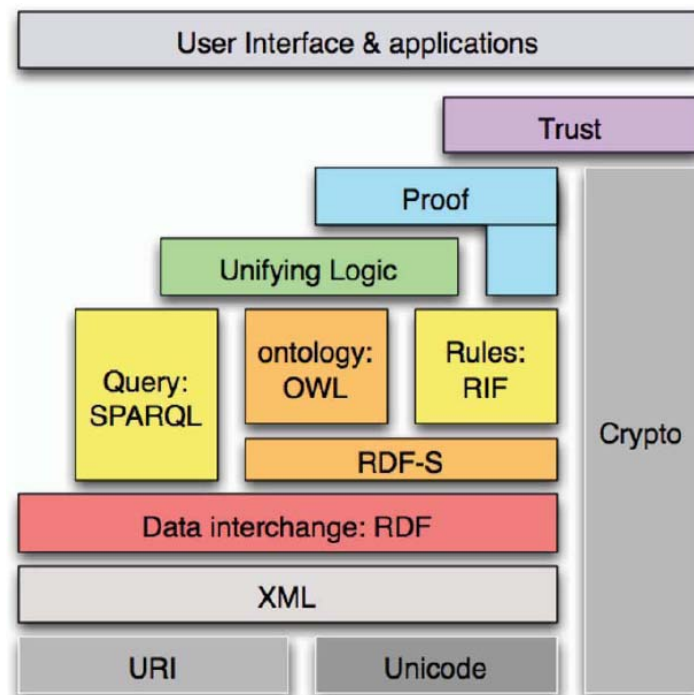 User Interface & applications
Trust
Proof
Unifying Logic
Query:
SPARQL
ontology:
OWL
Rules:
RIF
Crypto
RDF-S
Data interchange: RDF
XML
URI
Unicode